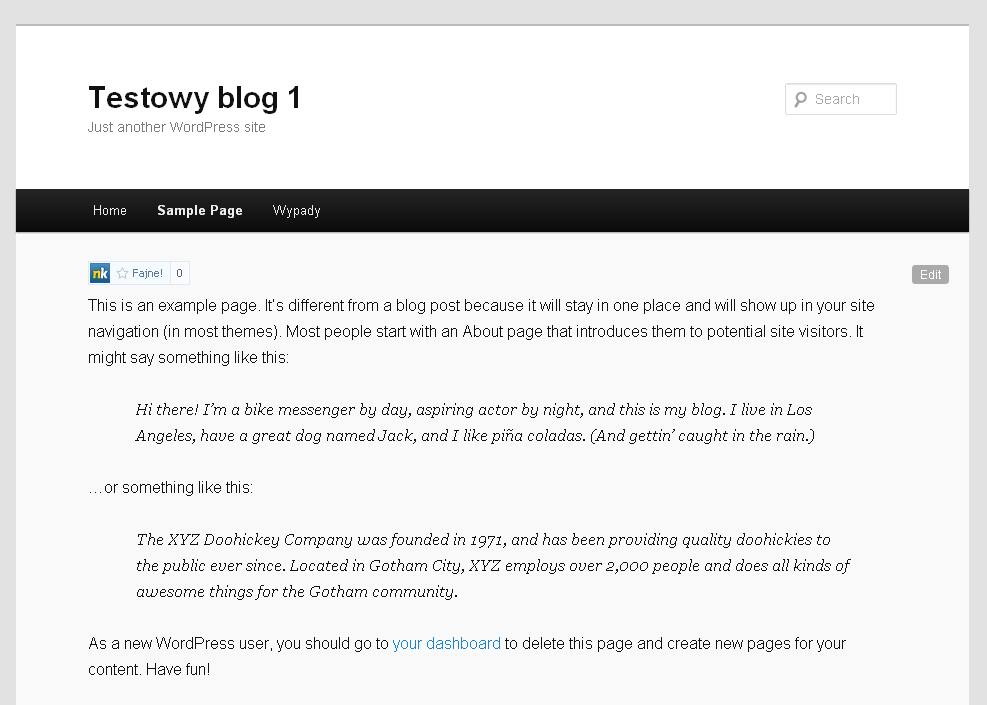 Testowy blog 1
Just another WordPress site
Search
Home Sample Page Wypady
nk Fajne! 0
Edit
This is an example page. It's different from a blog post because it will stay in one place and will show up in your site
navigation (in most themes). Most people start with an About page that introduces them to potential site visitors. It
might say something like this:
Hi there! I’m a bike messenger by day, aspiring actor by night, and this is my blog. I live in Los
Angeles, have a great dog named Jack, and I like piña coladas. (And gettin’ caught in the rain.)
…or something like this:
The XYZ Doohickey Company was founded in 1971, and has been providing quality doohickies to
the public ever since. Located in Gotham City, XYZ employs over 2,000 people and does all kinds of
awesome things for the Gotham community.
As a new WordPress user, you should go to your dashboard to delete this page and create new pages for your
content. Have fun!